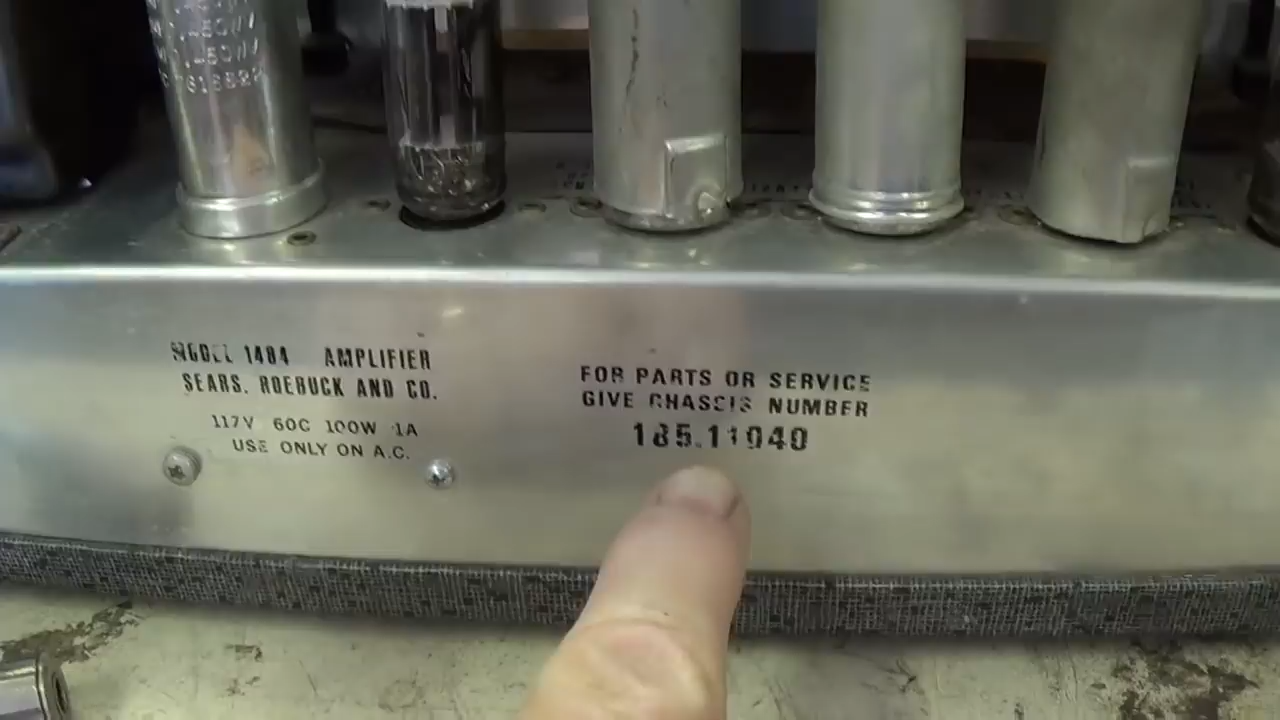 MODEL 1484 AMPLIFIER
SEARS, ROEBUCK AND CO.
117V 60C 100W 1A
USE ONLY ON A.C.
FOR PARTS OR SERVICE
GIVE CHASSIS NUMBER
185.11040